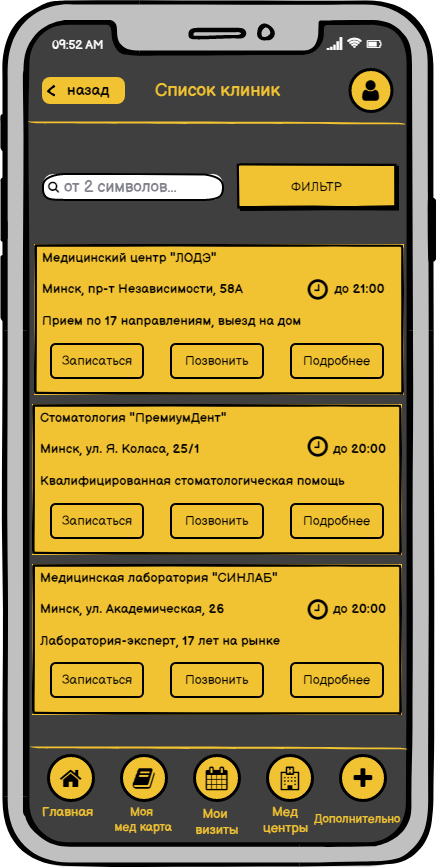 09:52 AM
назад
Список клиник
от 2 символов...
ФИЛЬТР
Медицинский центр "ЛОДЭ"
Минск, пр-т Независимости, 58А
до 21:00
Прием по 17 направлениям, выезд на дом
Записаться
Позвонить
Подробнее
Стоматология "ПремиумДент"
Минск, ул. Я. Коласа, 25/1
до 20:00
Квалифицированная стоматологическая помощь
Записаться
Позвонить
Подробнее
Медицинская лаборатория "СИНЛАБ"
Минск, ул. Академическая, 26
до 20:00
Лаборатория-эксперт, 17 лет на рынке
Записаться
Позвонить
Подробнее
Главная
Моя
мед карта
Мои
визиты
Мед
центры
Дополнительно